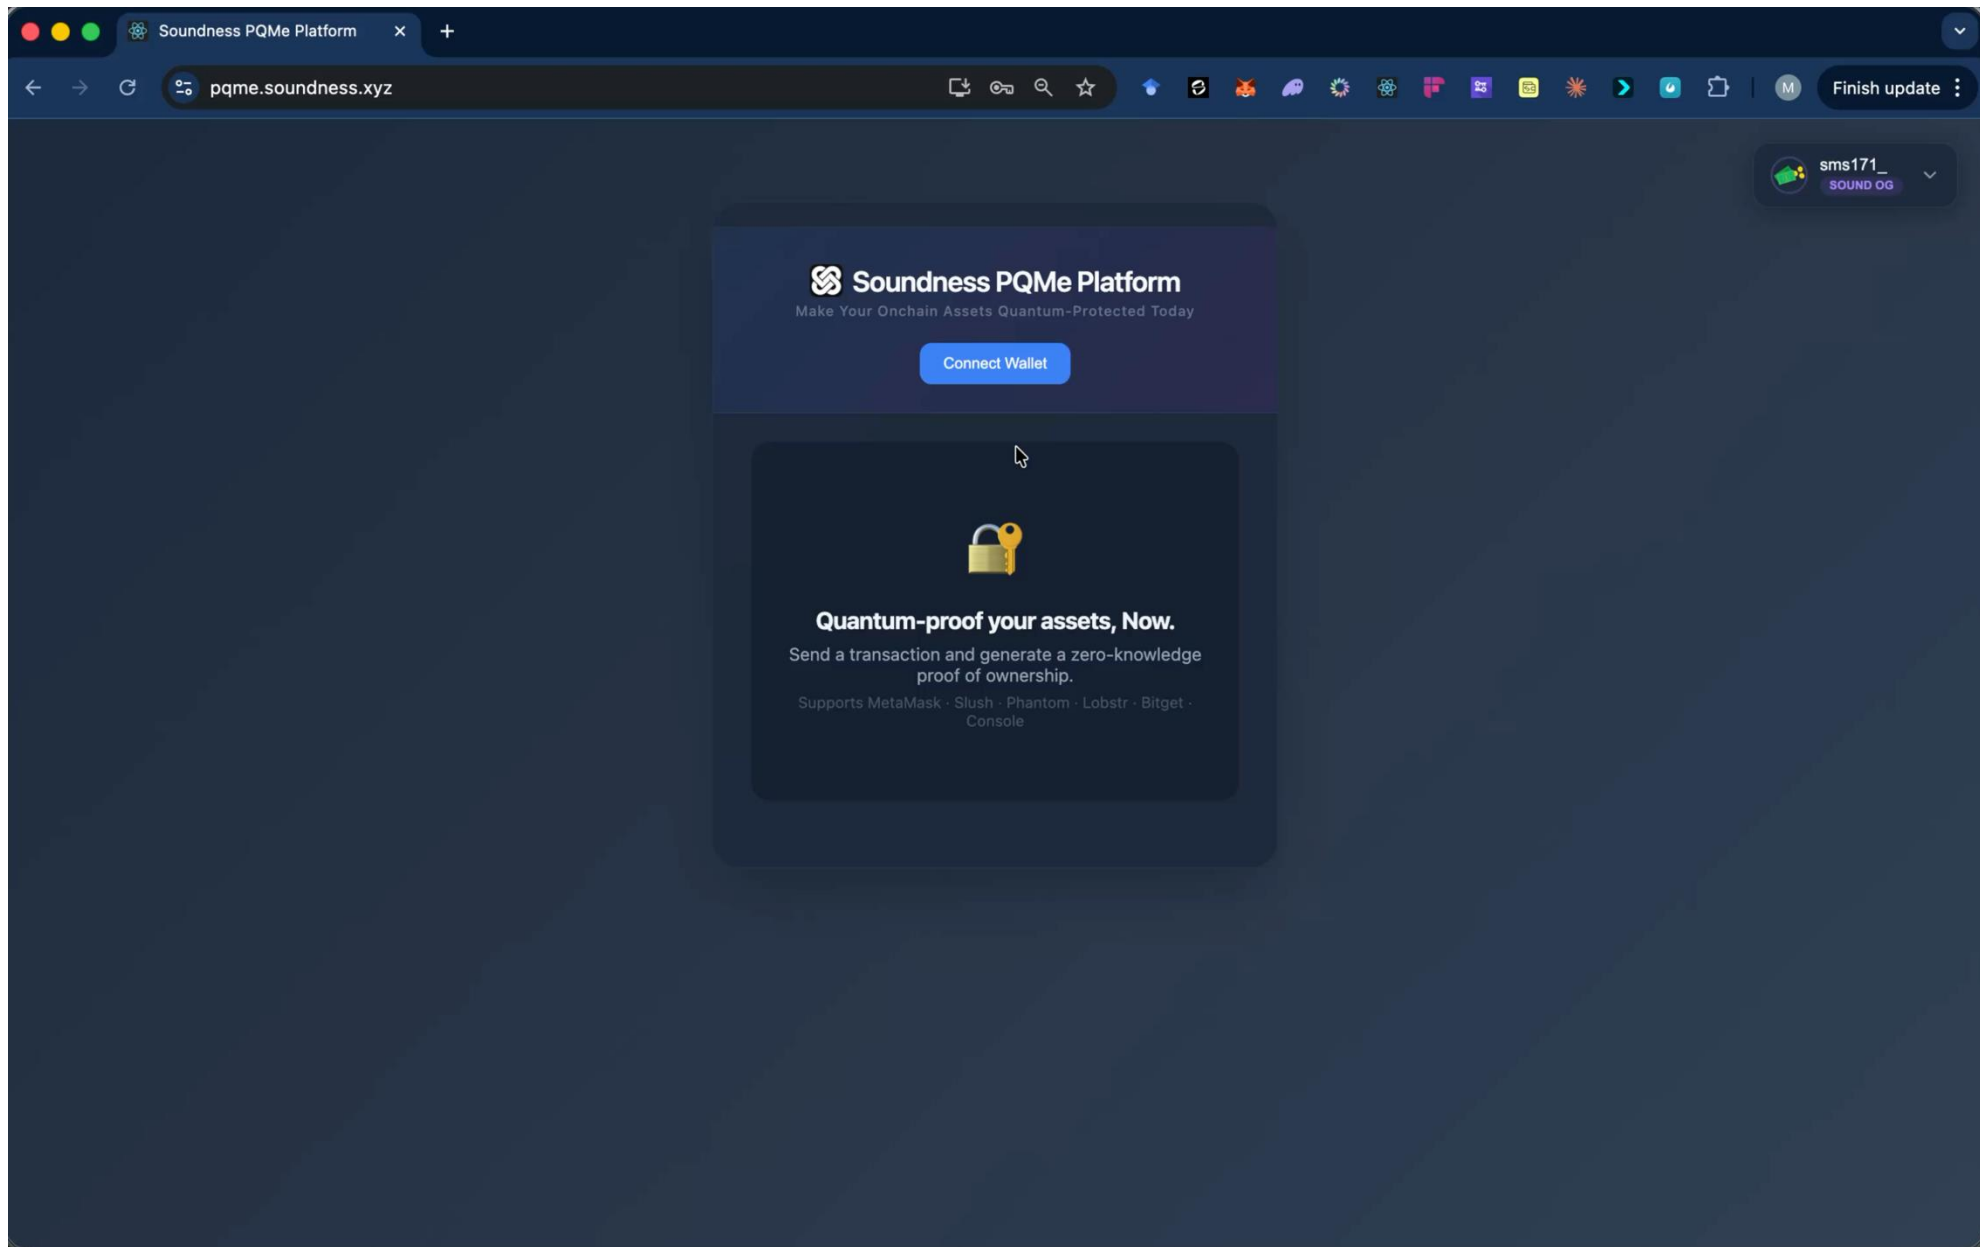 Soundness PQMe Platform
pqme.soundness.xyz
M
Finish update
sms171_
SOUND OG
Soundness PQMe Platform
Make Your Onchain Assets Quantum-Protected Today
Connect Wallet
Quantum-proof your assets, Now.
Send a transaction and generate a zero-knowledge
proof of ownership.
Supports MetaMask · Slush · Phantom · Lobstr · Bitget ·
Console